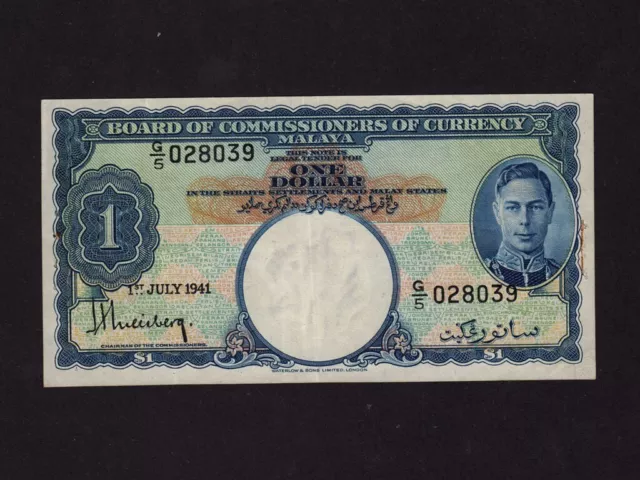 BOARD OF COMMISSIONERS OF CURRENCY
MALAYA
G/5 028039
THIS NOTE IS
LEGAL TENDER FOR
ONE
DOLLAR
IN THE STRAITS SETTLEMENTS AND MALAY STATES
1
1ST JULY 1941
G/5 028039
ساتو رڠݢيت
CHAIRMAN OF THE COMMISSIONERS.
$1
$1
WATERLOW & SONS LIMITED, LONDON.